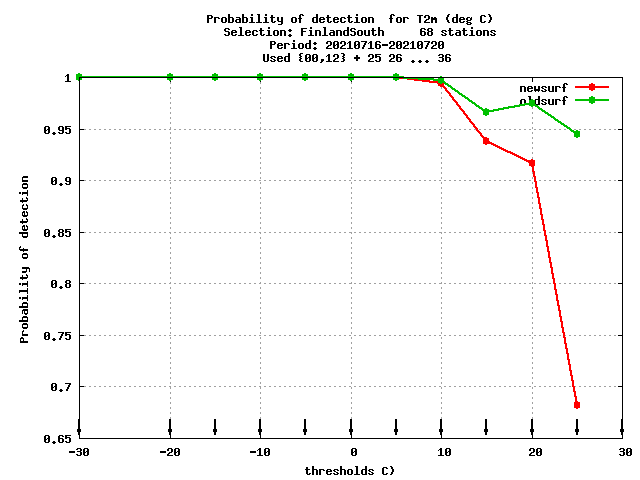 Probability of detection  for T2m (deg C)
Selection: FinlandSouth     68 stations
Period: 20210716-20210720
Used {00,12} + 25 26 ... 36
newsurf
oldsurf
1
0.95
0.9
0.85
0.8
0.75
0.7
0.65
Probability of detection
-30 -20 -10 0 10 20 30
thresholds C)